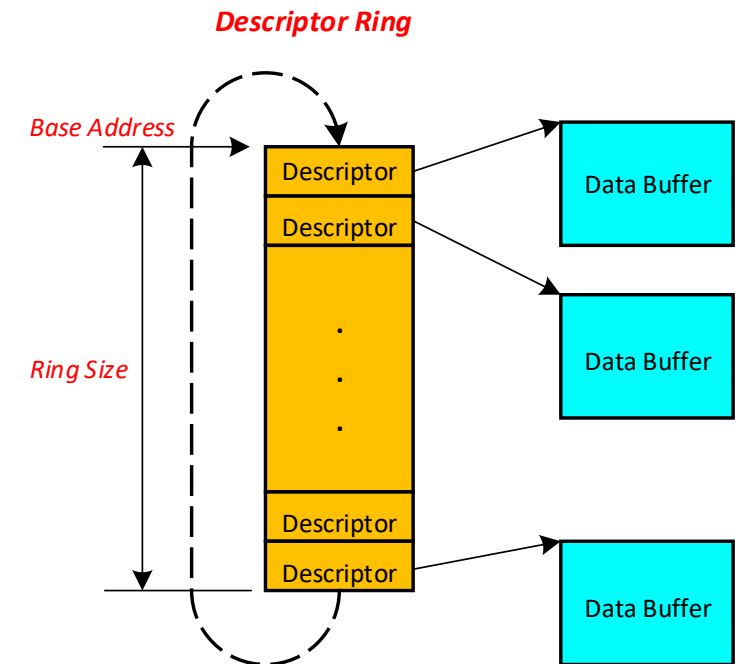 Descriptor Ring
Base Address
Descriptor
Data Buffer
Descriptor
.
.
.
Ring Size
Data Buffer
Descriptor
Descriptor
Data Buffer